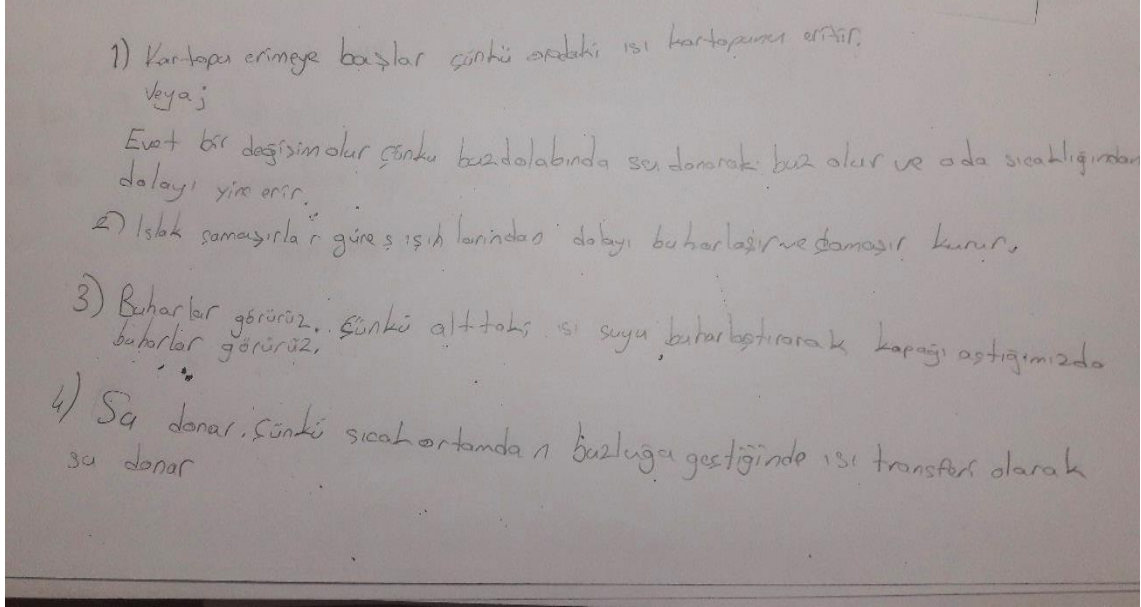 1) Kartopu erimeye başlar çünkü ordaki ısı kartopunu eritir.
Veya;
Evet bir değişim olur çünkü buzdolabında su donarak buz olur ve oda sıcaklığından
dolayı yine erir.
2) Islak çamaşırlar güneş ışıhlarından dolayı buharlaşır ve çamaşır kurur.
3) Buharlar görürüz. Çünkü alttaki ısı suyu buharlaştırarak kapağı açtığımızda
buharlar görürüz.
4) Su donar. Çünkü sıcah ortamdan buzluğa geçtiğinde ısı transferi olarak
su donar